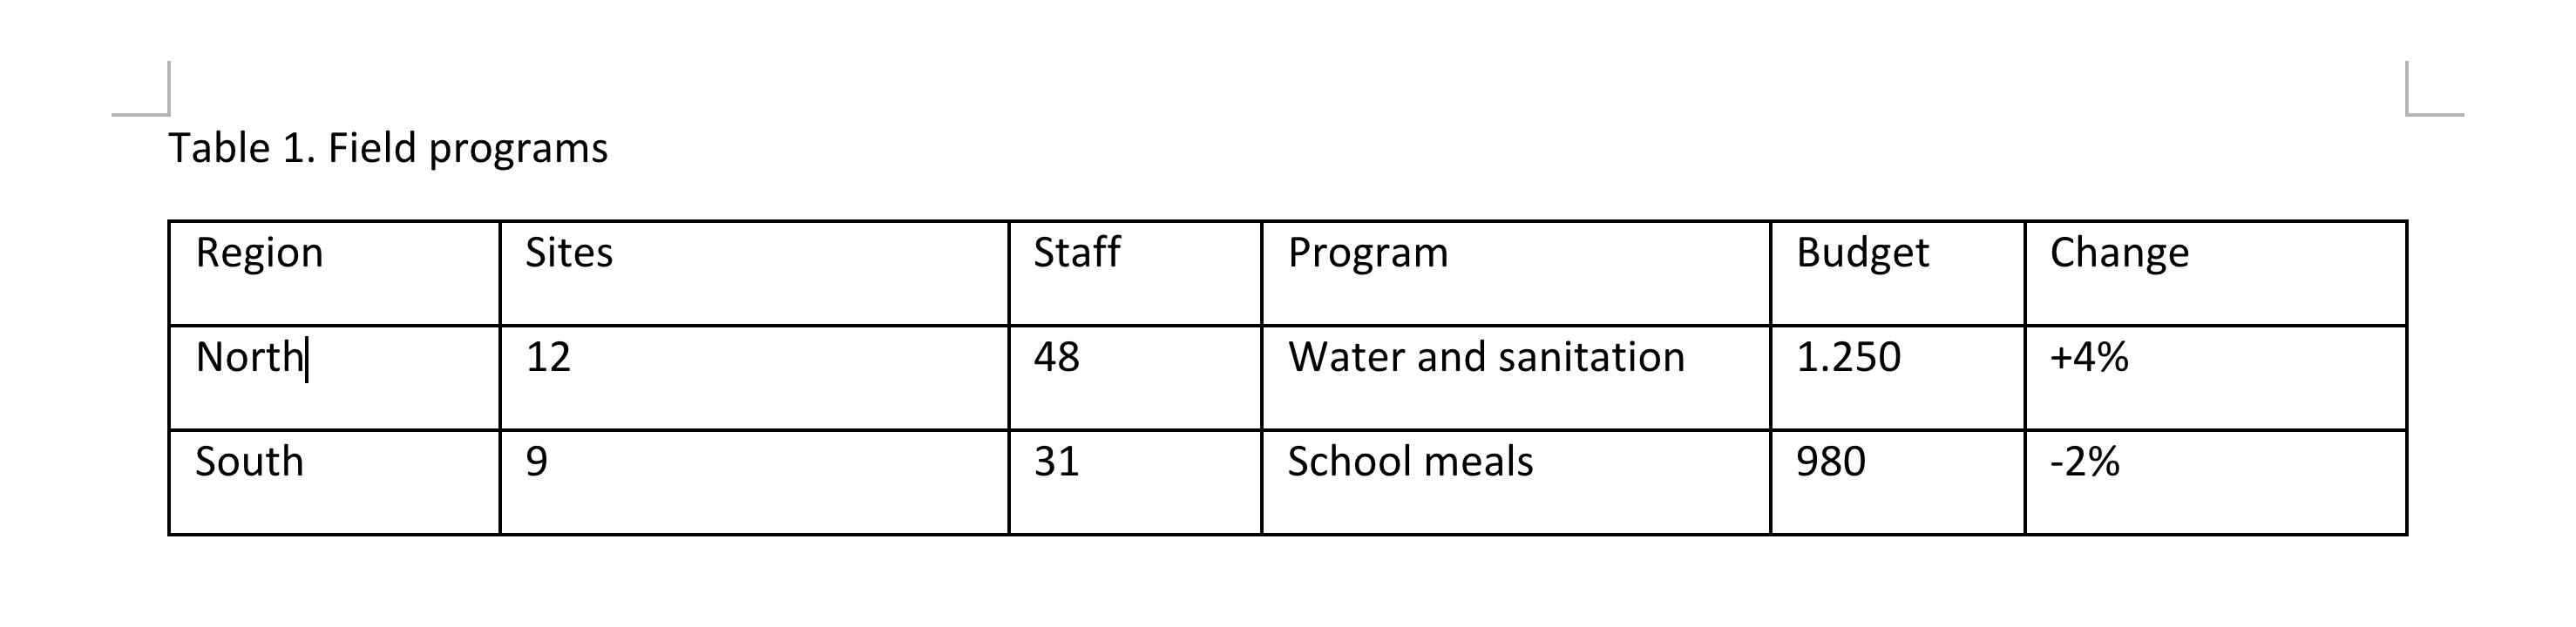 Table 1. Field programs
Region Sites Staff Program Budget Change
North 12 48 Water and sanitation 1.250 +4%
South 9 31 School meals 980 -2%